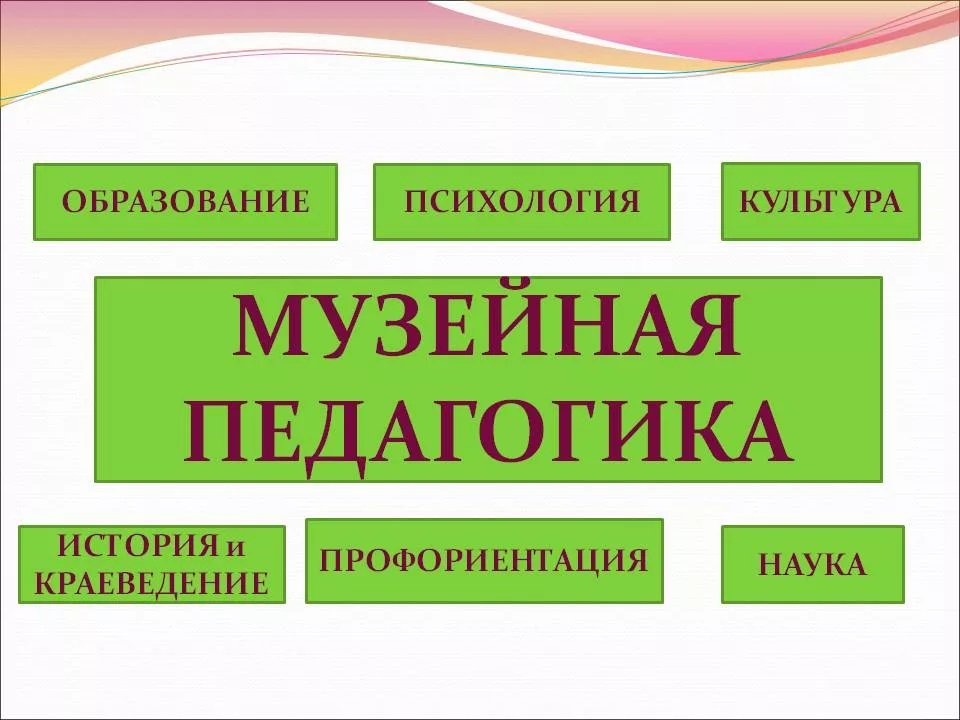 ОБРАЗОВАНИЕ
ПСИХОЛОГИЯ
КУЛЬТУРА
МУЗЕЙНАЯ
ПЕДАГОГИКА
ИСТОРИЯ и
КРАЕВЕДЕНИЕ
ПРОФОРИЕНТАЦИЯ
НАУКА